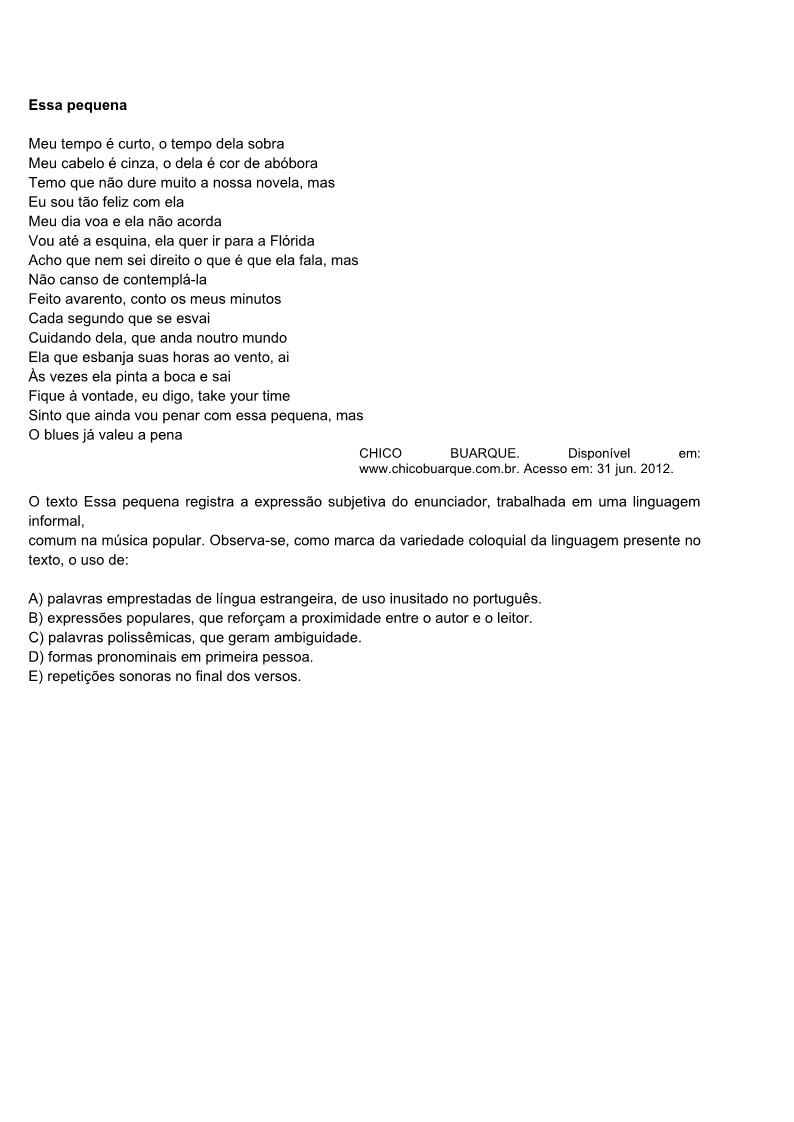 Essa pequena
Meu tempo é curto, o tempo dela sobra
Meu cabelo é cinza, o dela é cor de abóbora
Temo que não dure muito a nossa novela, mas
Eu sou tão feliz com ela
Meu dia voa e ela não acorda
Vou até a esquina, ela quer ir para a Flórida
Acho que nem sei direito o que é que ela fala, mas
Não canso de contemplá-la
Feito avarento, conto os meus minutos
Cada segundo que se esvai
Cuidando dela, que anda noutro mundo
Ela que esbanja suas horas ao vento, ai
Às vezes ela pinta a boca e sai
Fique à vontade, eu digo, take your time
Sinto que ainda vou penar com essa pequena, mas
O blues já valeu a pena
CHICO BUARQUE. Disponível em:
www.chicobuarque.com.br. Acesso em: 31 jun. 2012.
O texto Essa pequena registra a expressão subjetiva do enunciador, trabalhada em uma linguagem
informal,
comum na música popular. Observa-se, como marca da variedade coloquial da linguagem presente no
texto, o uso de:
A) palavras emprestadas de língua estrangeira, de uso inusitado no português.
B) expressões populares, que reforçam a proximidade entre o autor e o leitor.
C) palavras polissêmicas, que geram ambiguidade.
D) formas pronominais em primeira pessoa.
E) repetições sonoras no final dos versos.